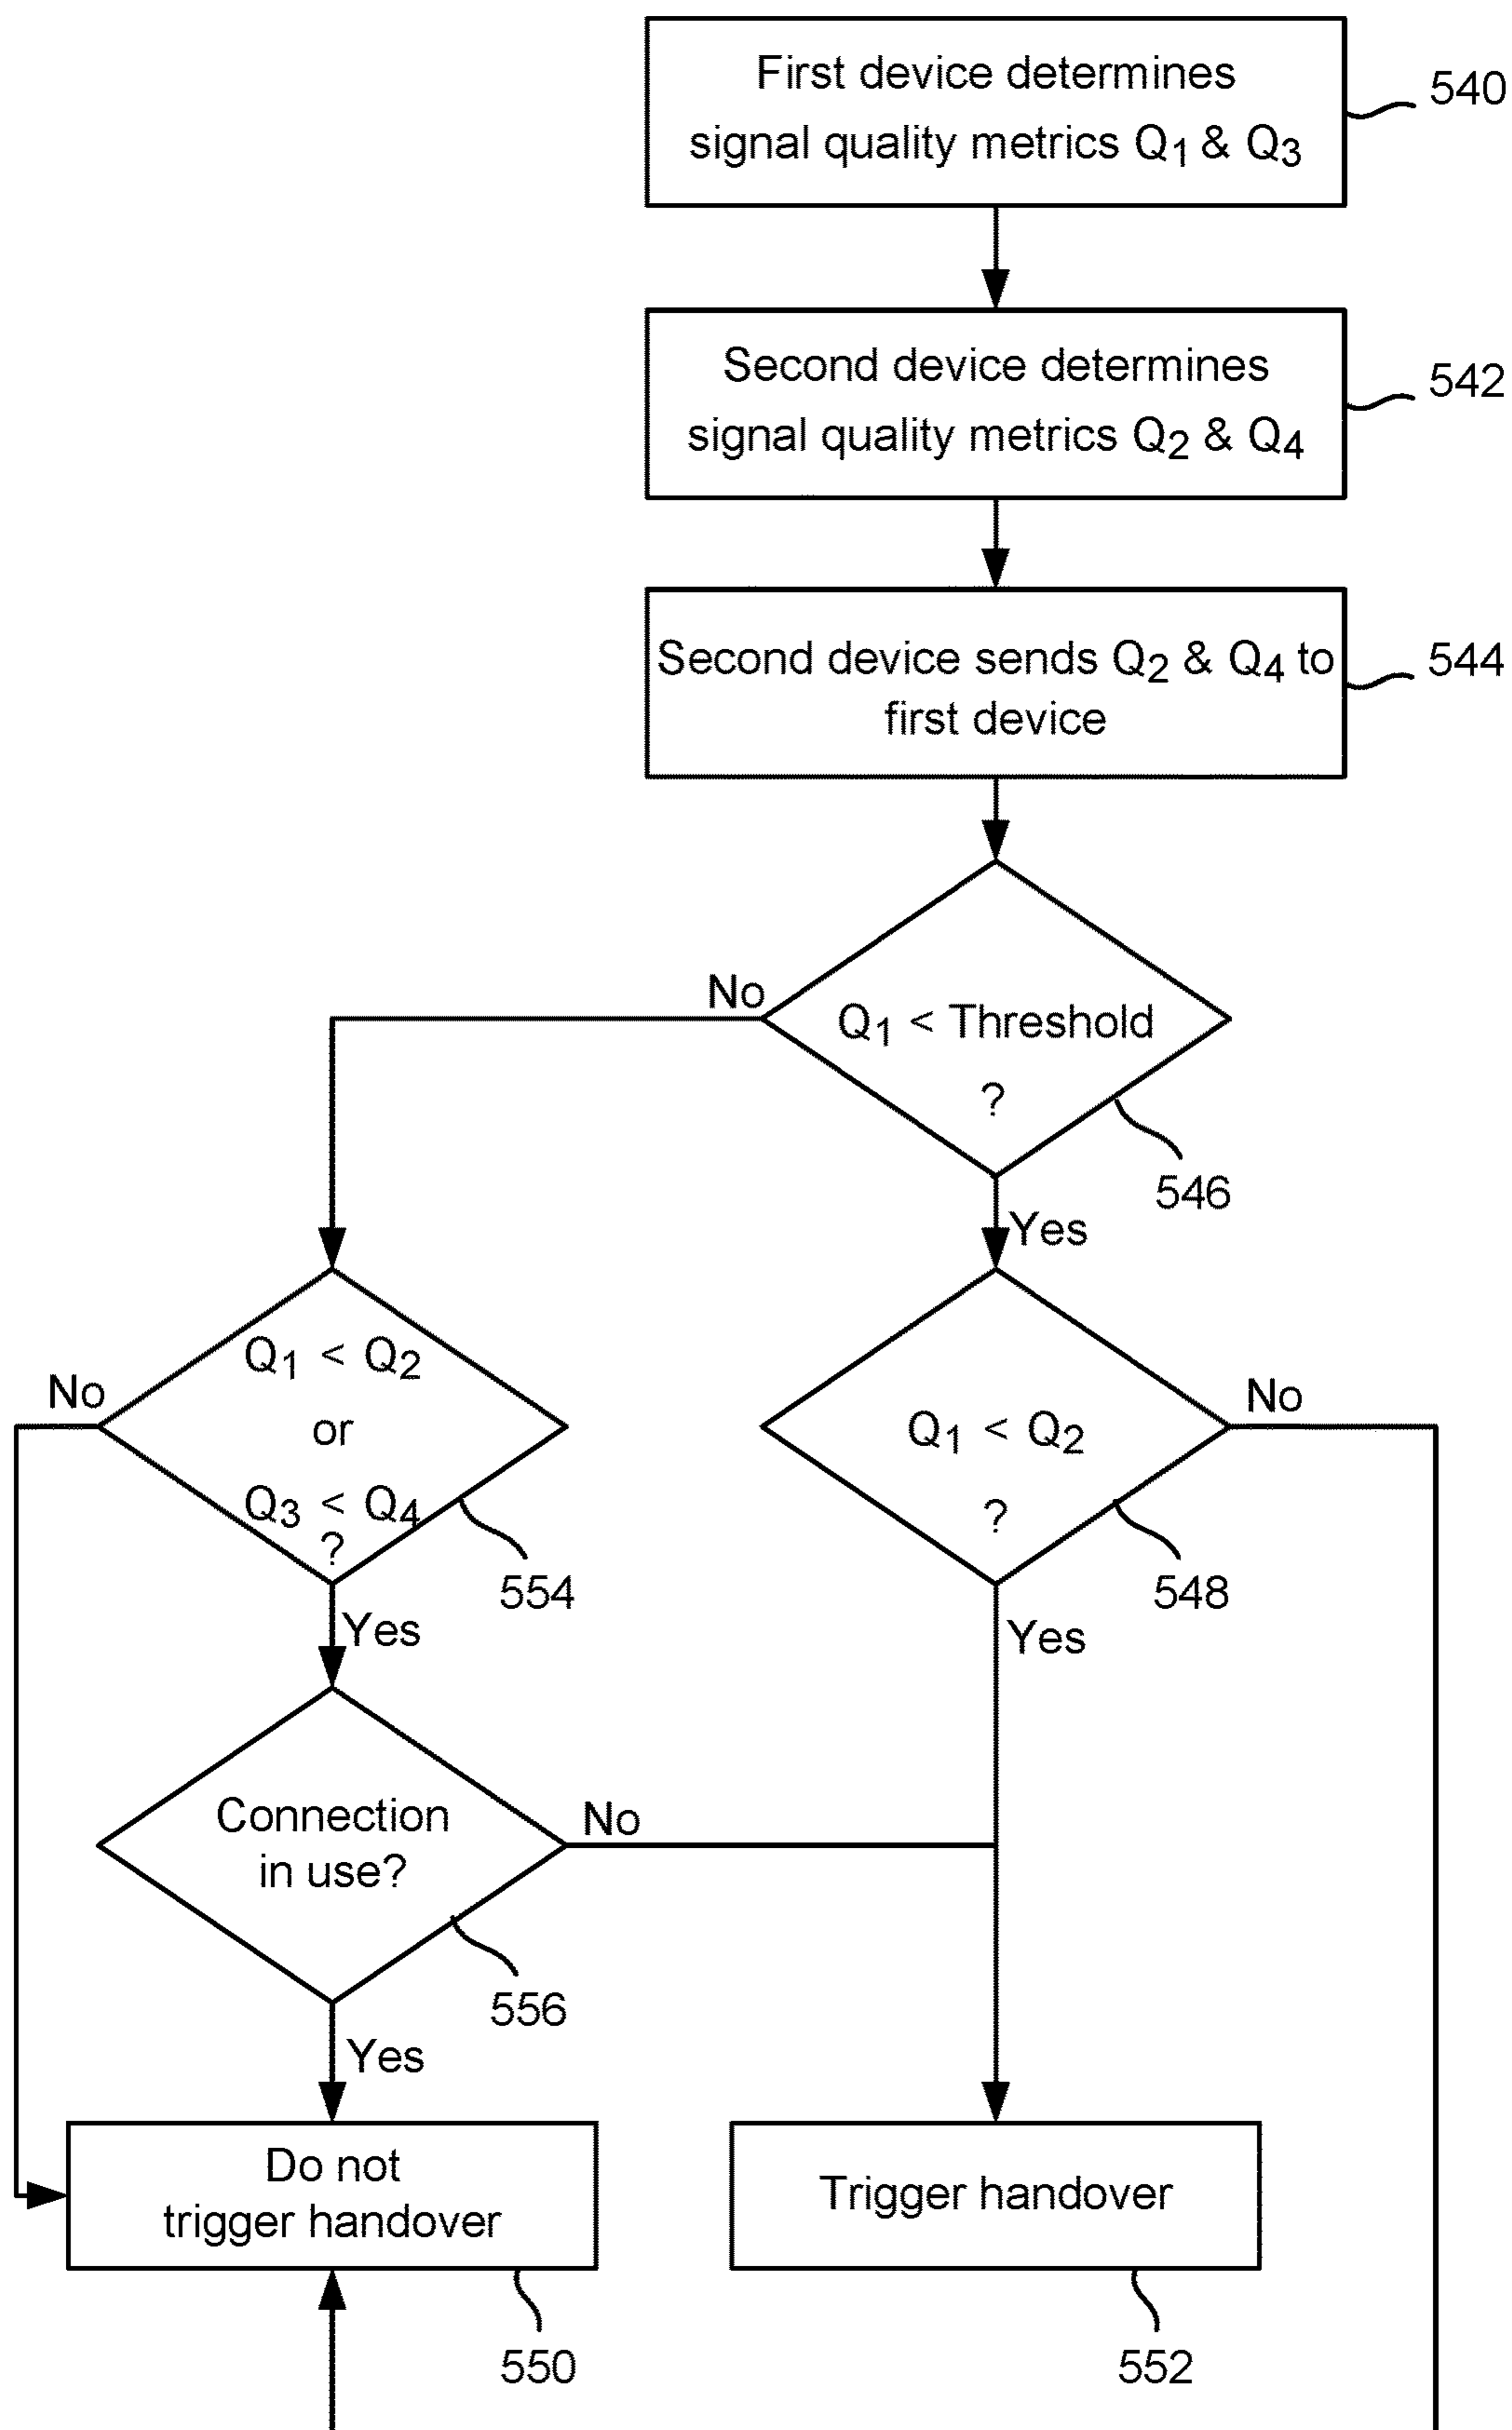 First device determines
signal quality metrics Q1 & Q3
540
Second device determines
signal quality metrics Q2 & Q4
542
Second device sends Q2 & Q4 to
first device
544
No
Q1 < Threshold
?
546
Yes
No
Q1 < Q2
or
Q3 < Q4
?
554
Yes
Q1 < Q2
?
No
548
Yes
Connection
in use?
No
556
Yes
Do not
trigger handover
550
Trigger handover
552